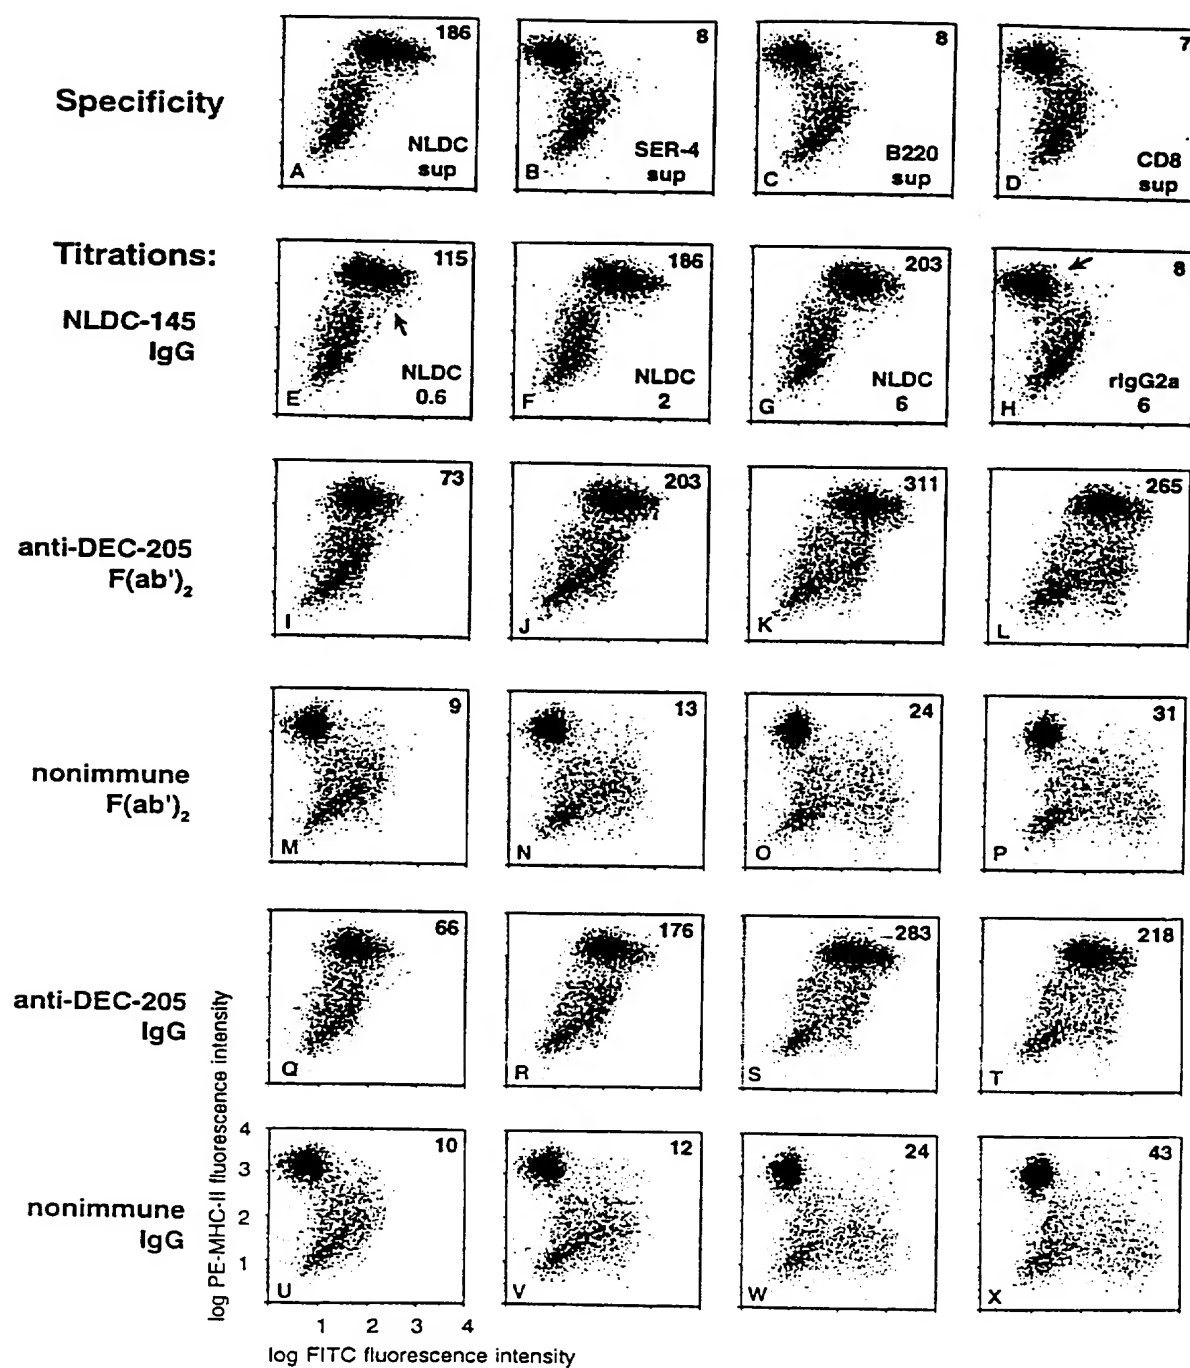 Specificity
186
A
NLDC
sup
8
B
SER-4
sup
8
C
B220
sup
7
D
CD8
sup
Titrations:
NLDC-145
IgG
115
E
NLDC
0.6
186
F
NLDC
2
203
G
NLDC
6
8
H
rIgG2a
6
anti-DEC-205
F(ab')₂
73
I
203
J
311
K
265
L
nonimmune
F(ab')₂
9
M
13
N
24
O
31
P
anti-DEC-205
IgG
66
Q
176
R
283
S
218
T
nonimmune
IgG
log PE-MHC-II fluorescence intensity
4
3
2
1
10
U
12
V
24
W
43
X
1 2 3 4
log FITC fluorescence intensity